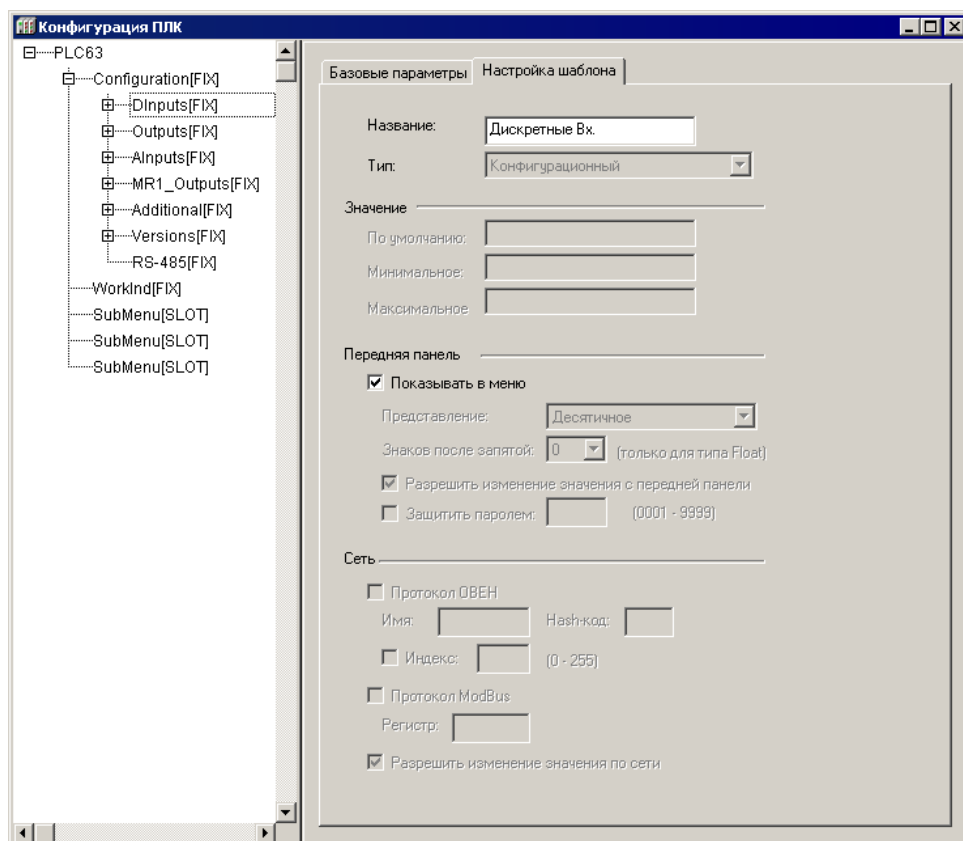 Конфигурация ПЛК
PLC63
Configuration[FIX]
DInputs[FIX]
Outputs[FIX]
AInputs[FIX]
MR1_Outputs[FIX]
Additional[FIX]
Versions[FIX]
RS-485[FIX]
WorkInd[FIX]
SubMenu[SLOT]
SubMenu[SLOT]
SubMenu[SLOT]
Базовые параметры Настройка шаблона
Название: Дискретные Вх.
Тип: Конфигурационный
Значение
По умолчанию:
Минимальное:
Максимальное
Передняя панель
Показывать в меню
Представление: Десятичное
Знаков после запятой: 0 (только для типа Float)
Разрешить изменение значения с передней панели
Защитить паролем: (0001 - 9999)
Сеть
Протокол ОВЕН
Имя: Hash-код:
Индекс: (0 - 255)
Протокол ModBus
Регистр:
Разрешить изменение значения по сети